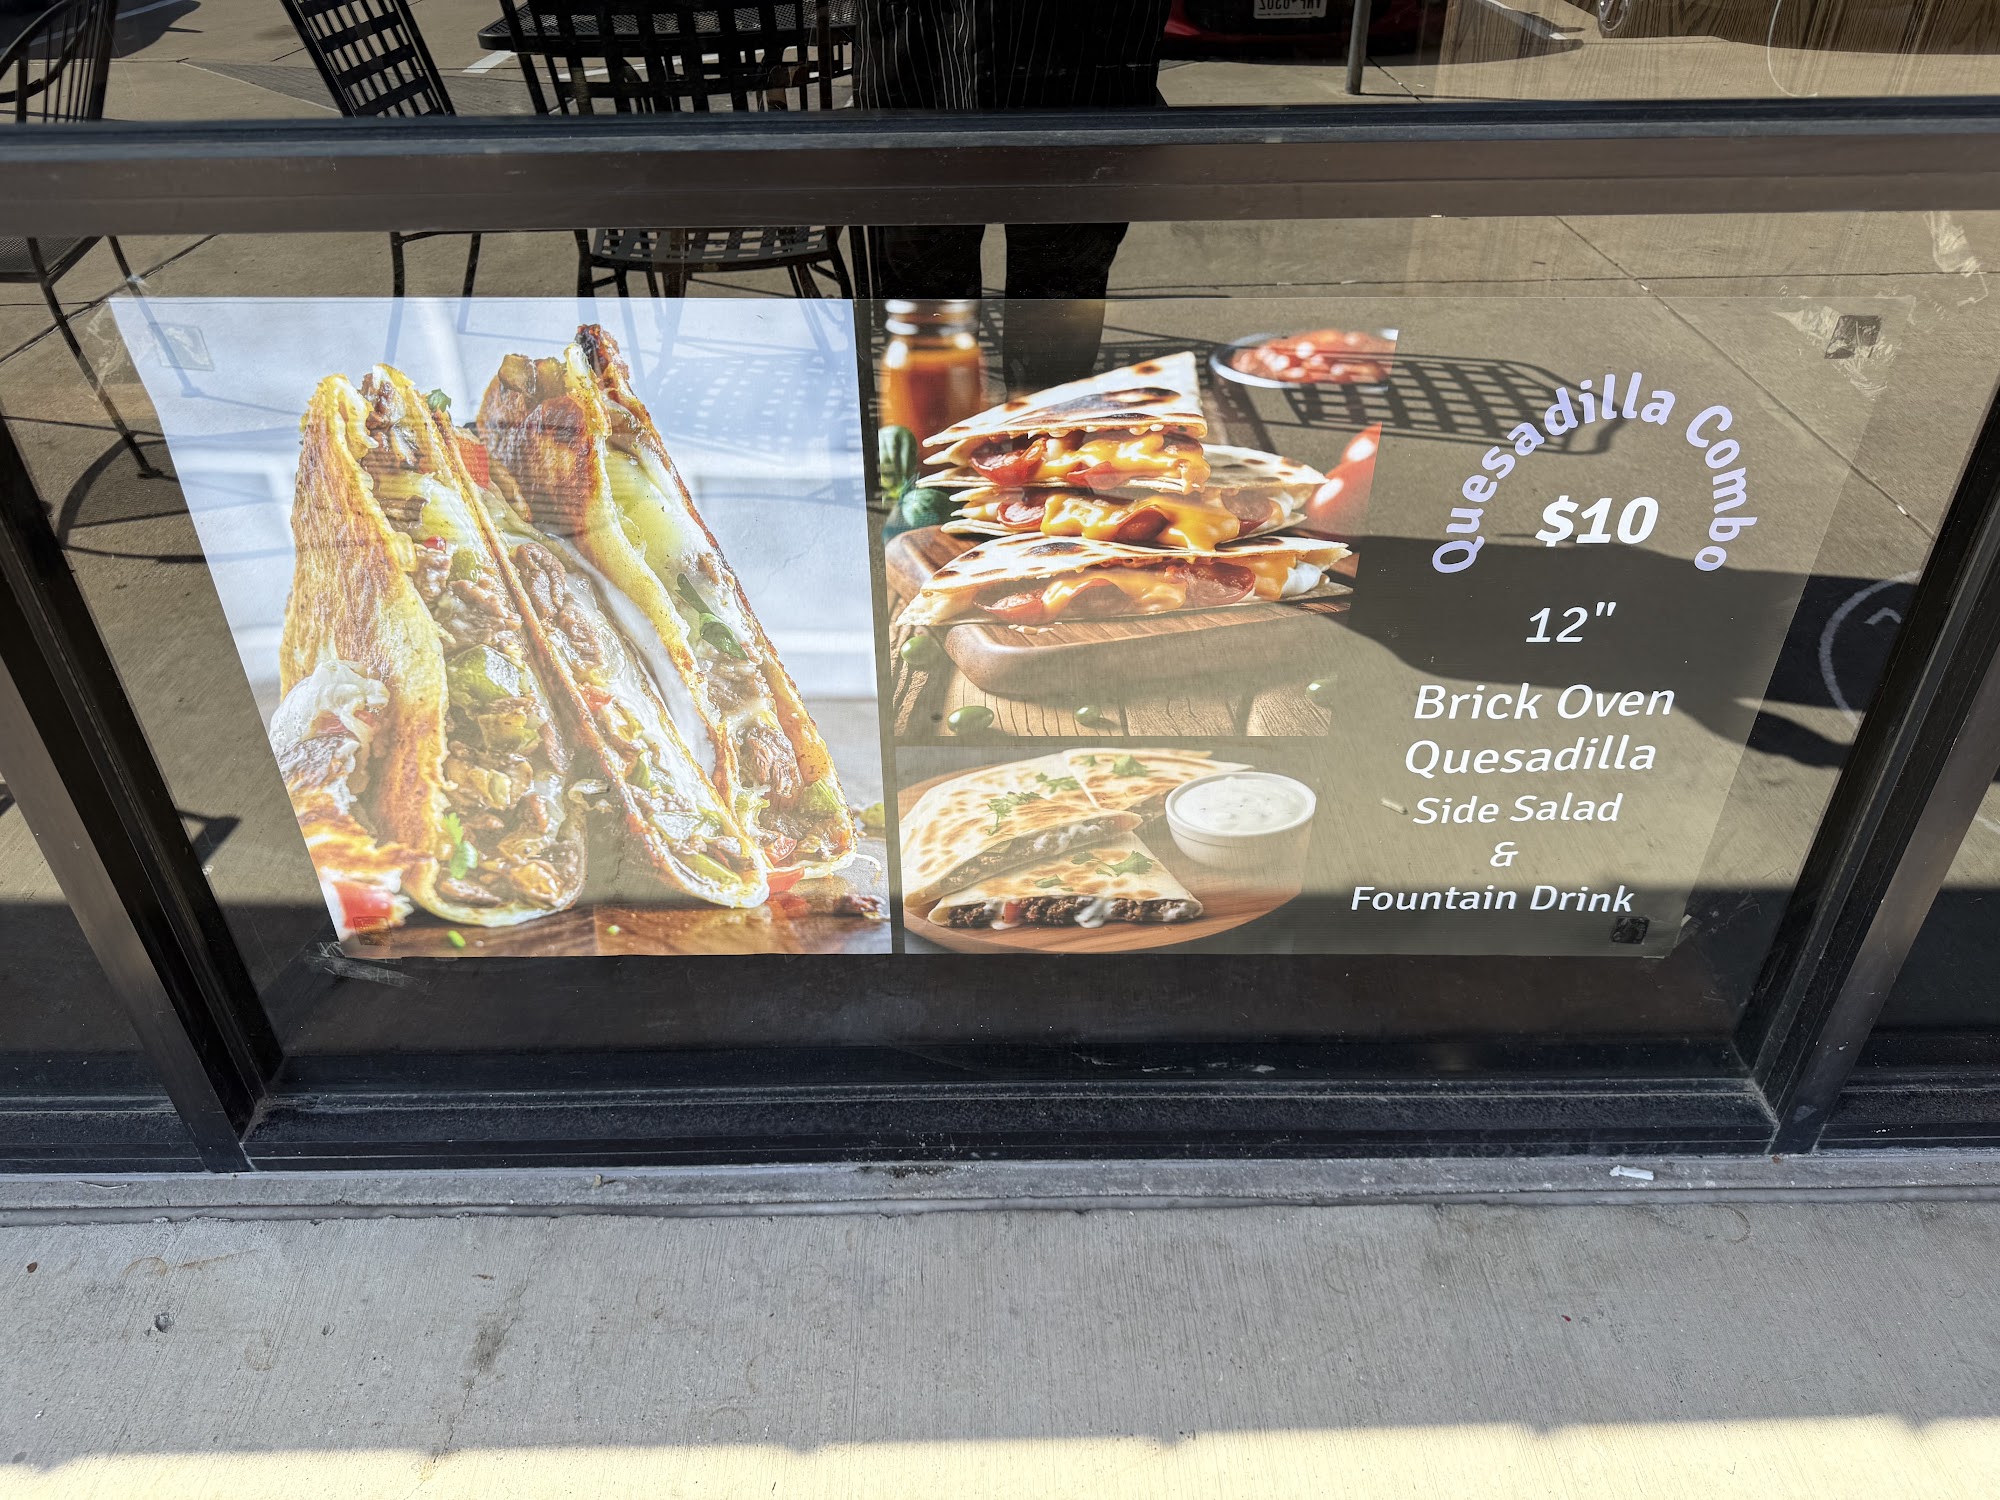 Quesadilla Combo
$10
12"
Brick Oven
Quesadilla
Side Salad
&
Fountain Drink